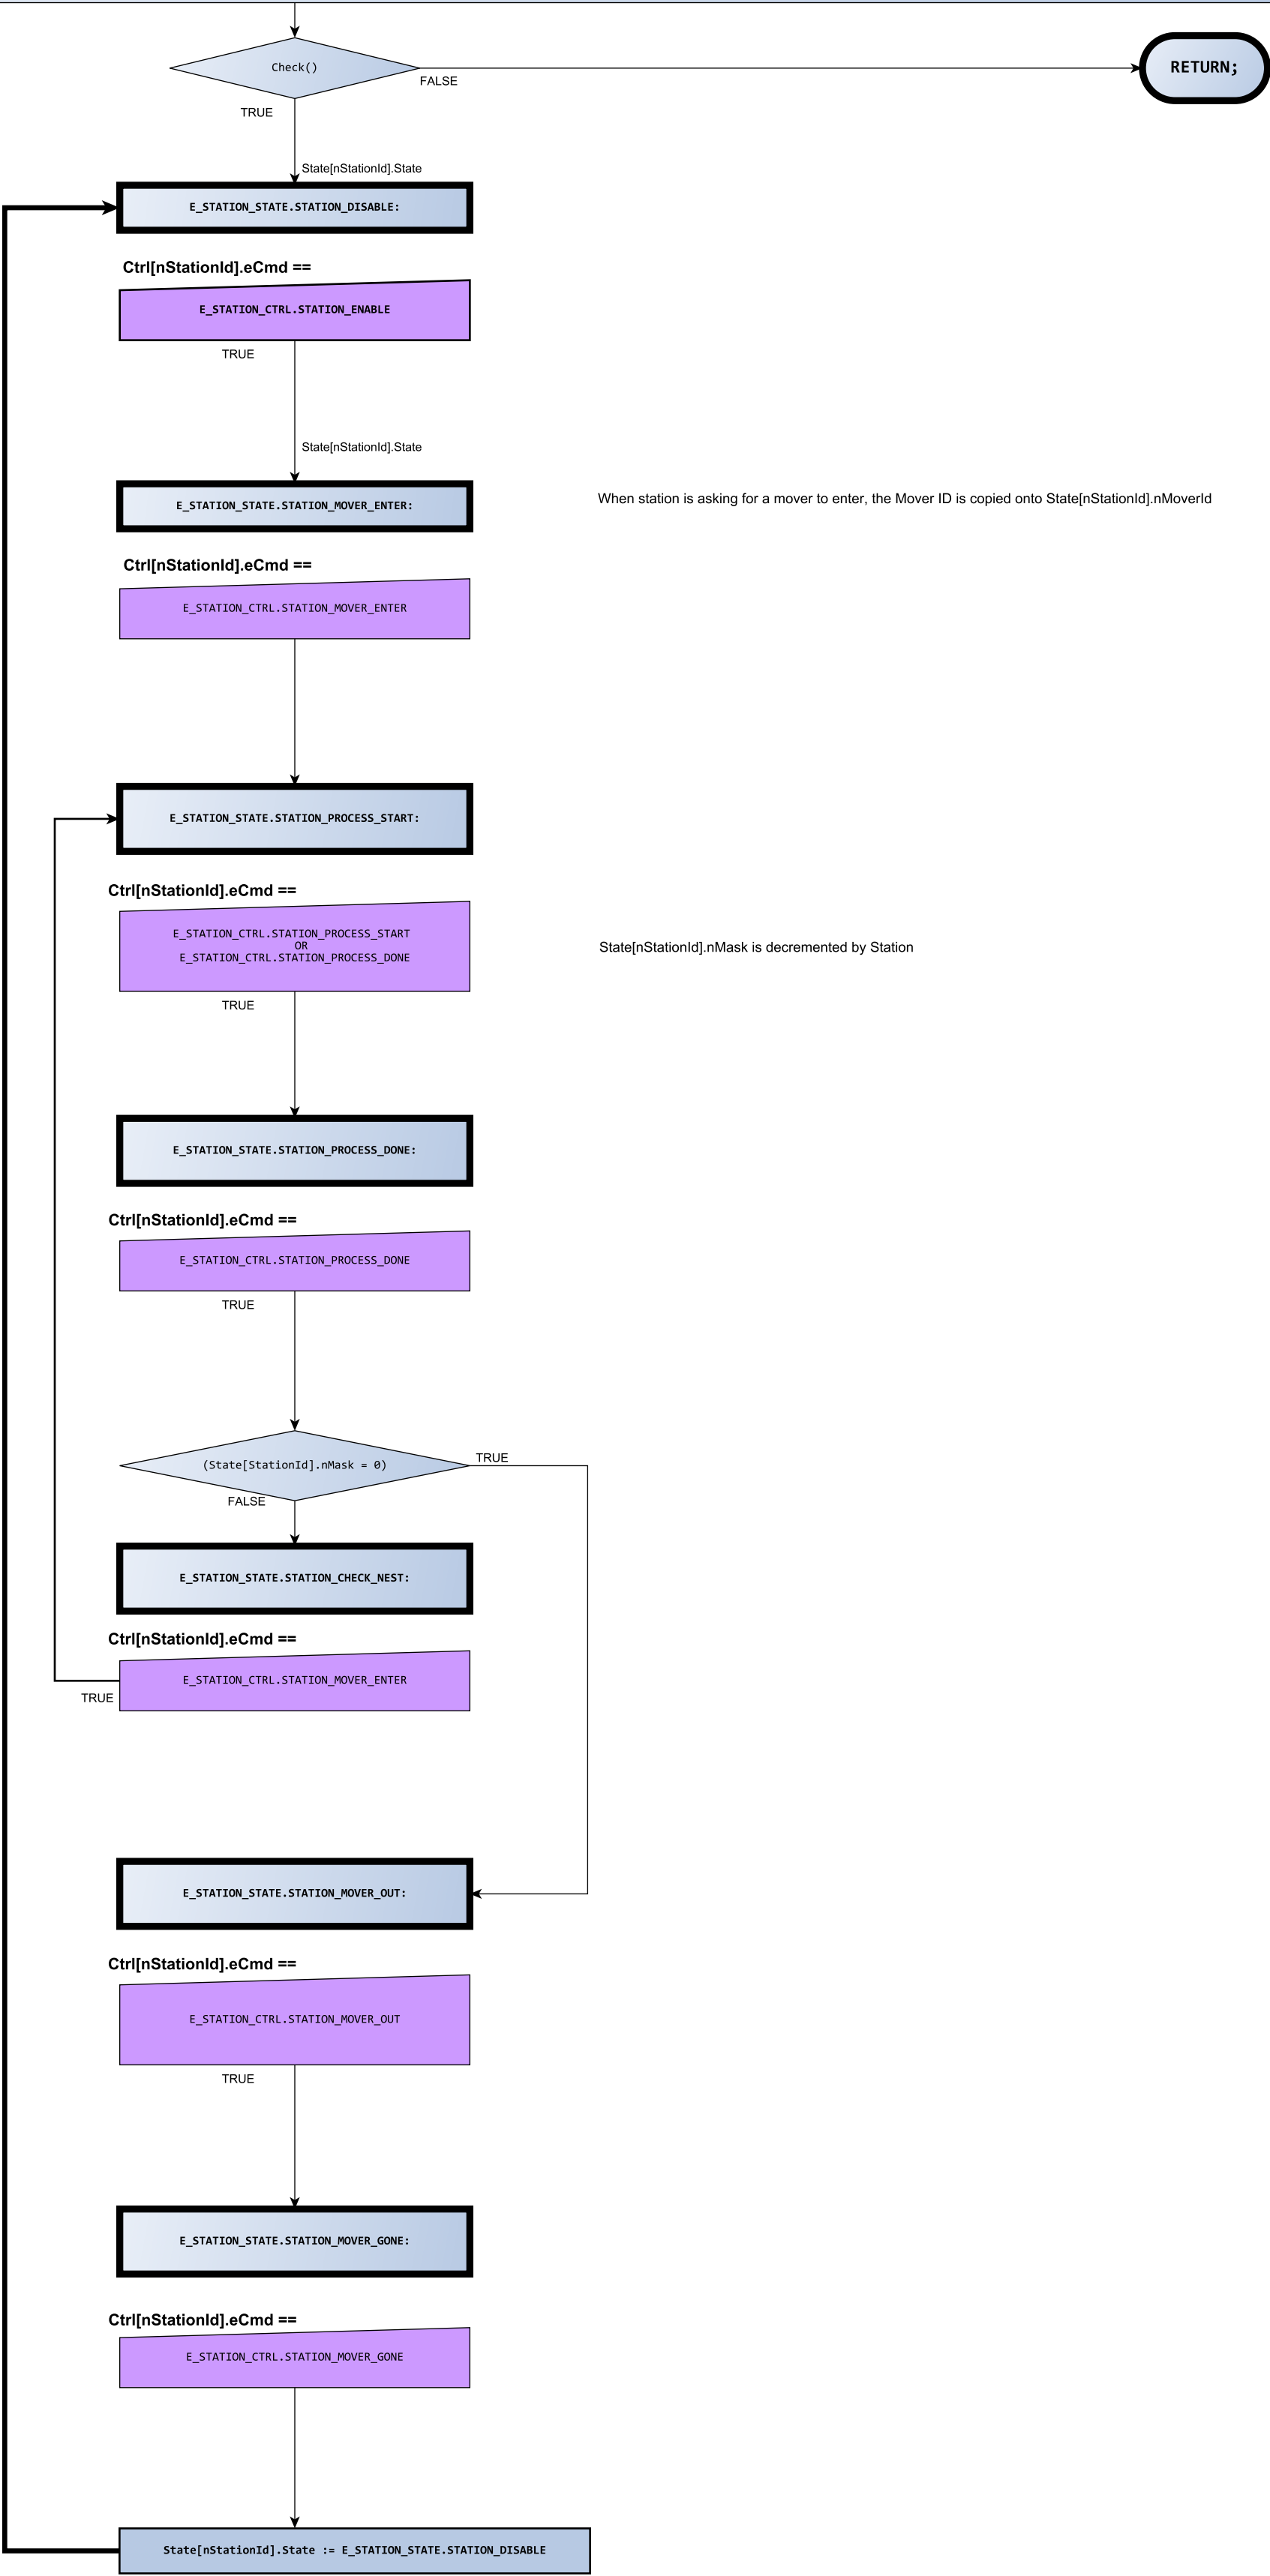 Check()
RETURN;
FALSE
TRUE
State[nStationId].State
E_STATION_STATE.STATION_DISABLE:
Ctrl[nStationId].eCmd ==
E_STATION_CTRL.STATION_ENABLE
TRUE
State[nStationId].State
E_STATION_STATE.STATION_MOVER_ENTER:
When station is asking for a mover to enter, the Mover ID is copied onto State[nStationId].nMoverId
Ctrl[nStationId].eCmd ==
E_STATION_CTRL.STATION_MOVER_ENTER
E_STATION_STATE.STATION_PROCESS_START:
Ctrl[nStationId].eCmd ==
E_STATION_CTRL.STATION_PROCESS_START
OR
E_STATION_CTRL.STATION_PROCESS_DONE
State[nStationId].nMask is decremented by Station
TRUE
E_STATION_STATE.STATION_PROCESS_DONE:
Ctrl[nStationId].eCmd ==
E_STATION_CTRL.STATION_PROCESS_DONE
TRUE
(State[StationId].nMask = 0)
TRUE
FALSE
E_STATION_STATE.STATION_CHECK_NEST:
Ctrl[nStationId].eCmd ==
E_STATION_CTRL.STATION_MOVER_ENTER
TRUE
E_STATION_STATE.STATION_MOVER_OUT:
Ctrl[nStationId].eCmd ==
E_STATION_CTRL.STATION_MOVER_OUT
TRUE
E_STATION_STATE.STATION_MOVER_GONE:
Ctrl[nStationId].eCmd ==
E_STATION_CTRL.STATION_MOVER_GONE
State[nStationId].State := E_STATION_STATE.STATION_DISABLE